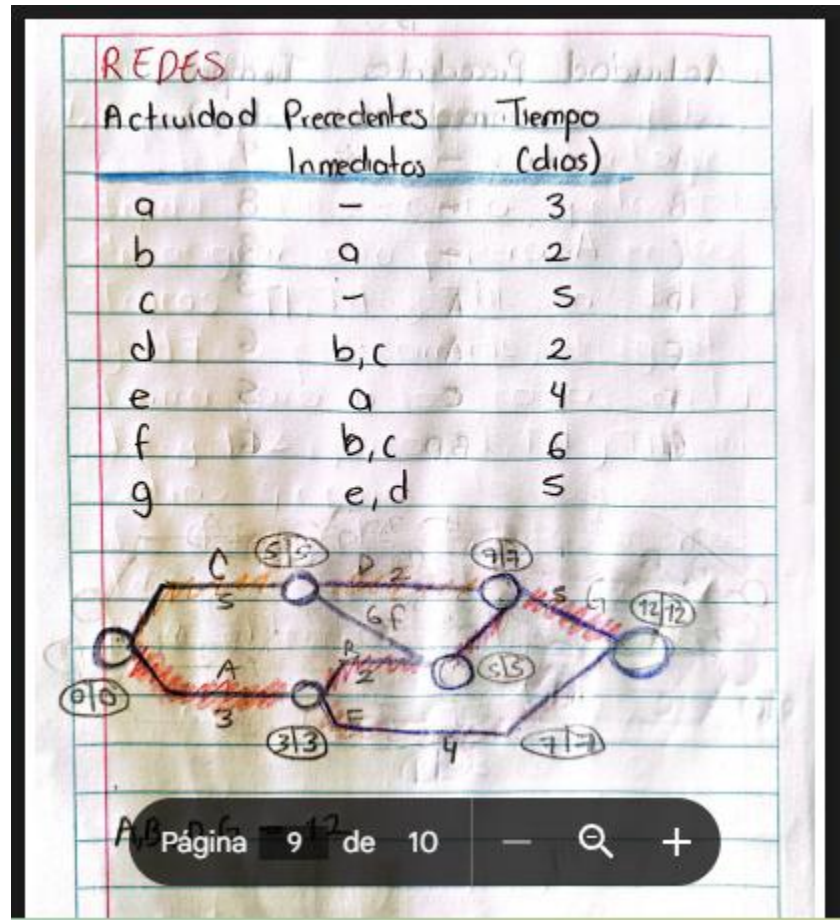 REDES
Actividad Precedentes Tiempo
Inmediatos (dias)
a - 3
b a 2
c - 5
d b,c 2
e a 4
f b,c 6
g e,d 5
C 5|5 D 2 7|7
5 6 f 5 G 12|12
A B 2 5|5
0|0 3 E
3|3 4 7|7
A,B
Página 9 de 10